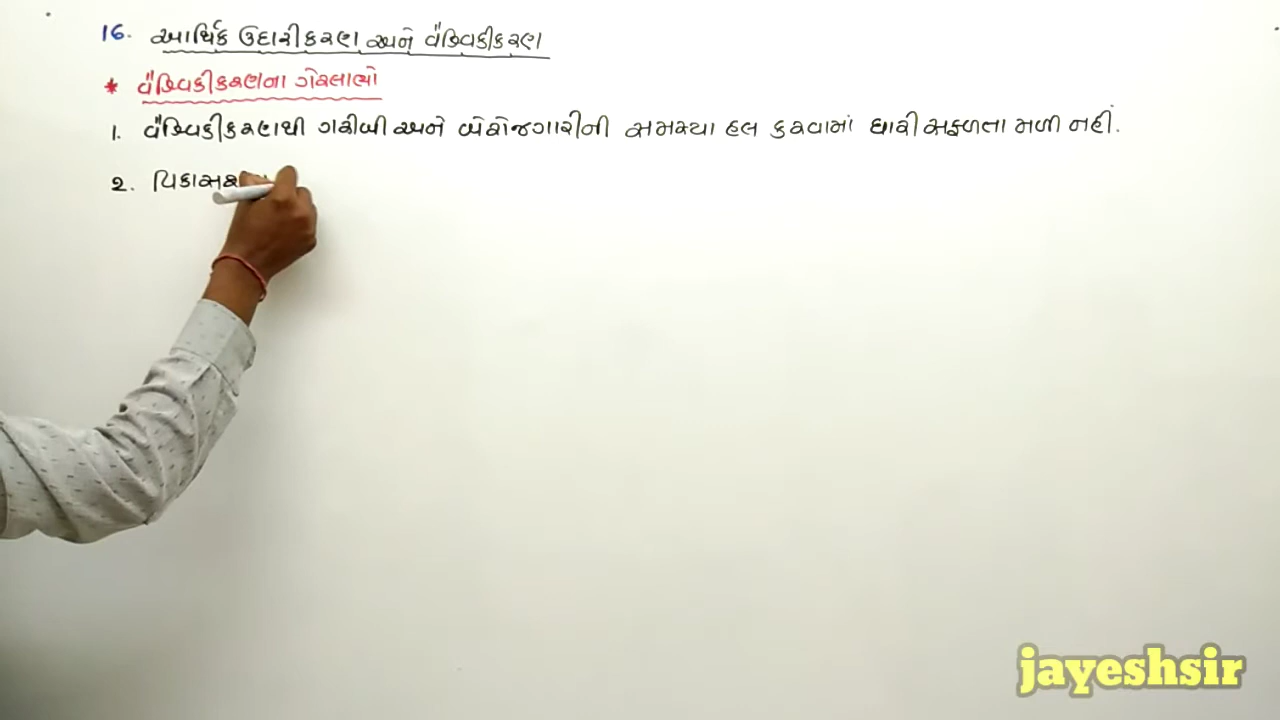 16. આર્થિક ઉદારીકરણ અને વૈશ્વિકીકરણ
* વૈશ્વિકીકરણના ગેરલાભો
1. વૈશ્વિકીકરણથી ગરીબી અને બેરોજગારીની સમસ્યા હલ કરવામાં ધારી સફળતા મળી નહીં.
2.
jayeshsir